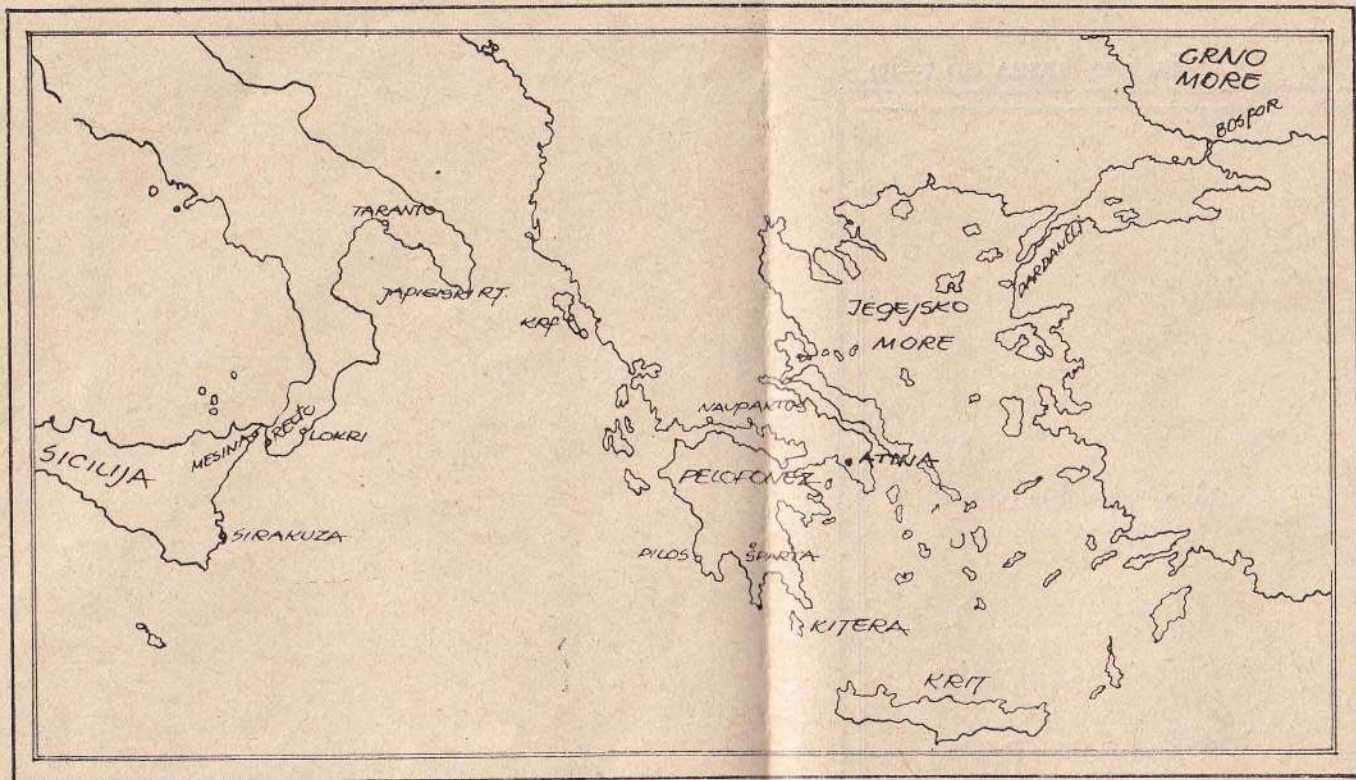 GRNO
MORE
BOSFOR
TARANTO
DARDANELI
JAPIGISKI RT.
JEGEJSKO
MORE
KRF
NAUPAKTOS
MESINA
REĐO
LOKRI
ATINA
SICILIJA
PELOPONEZ
SIRAKUZA
PILOS
SPARTA
KITERA
KRIT